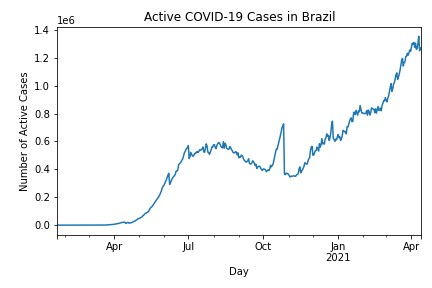 Active COVID-19 Cases in Brazil
1e6
1.4
1.2
1.0
0.8
0.6
0.4
0.2
0.0
Number of Active Cases
Apr
Jul
Oct
Jan
2021
Apr
Day